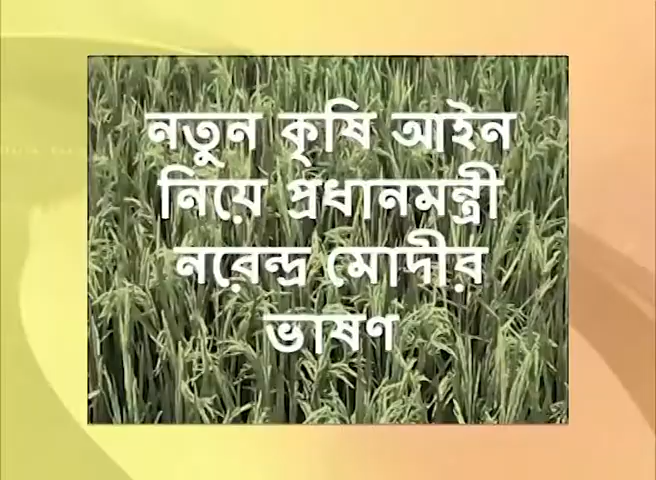 নতুন কৃষি আইন
নিয়ে প্রধানমন্ত্রী
নরেন্দ্র মোদীর
ভাষণ